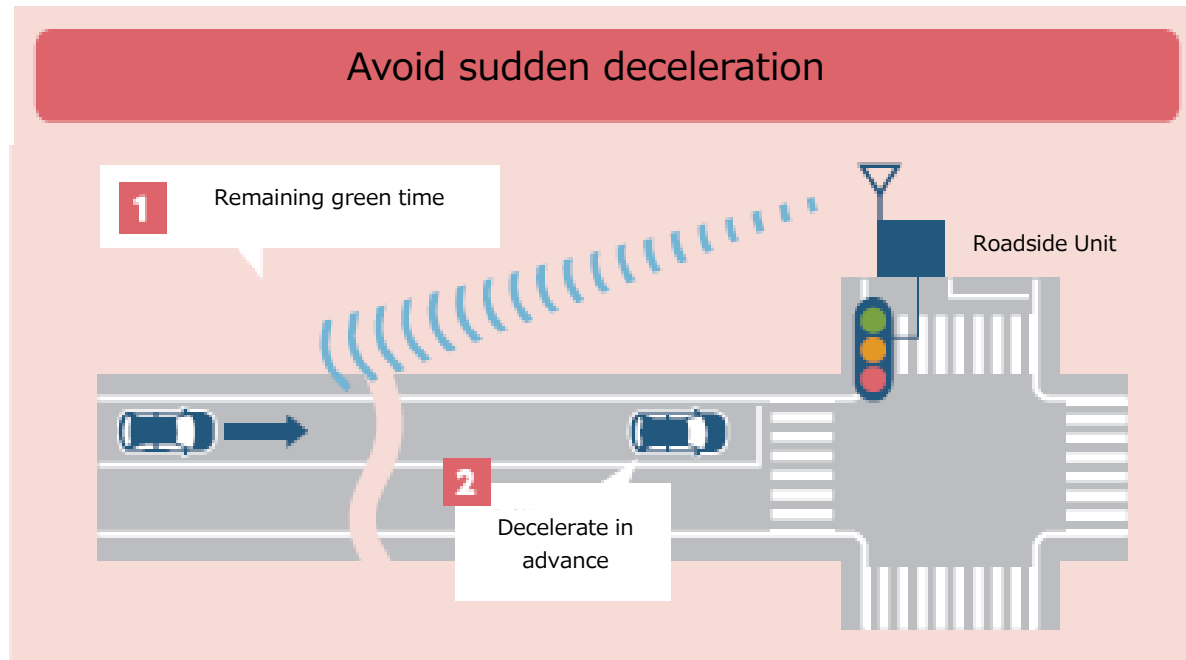 Avoid sudden deceleration
1
Remaining green time
Roadside Unit
2
Decelerate in
advance